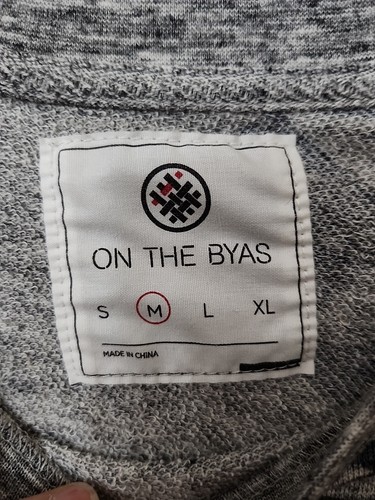 ON THE BYAS
S M L XL
MADE IN CHINA